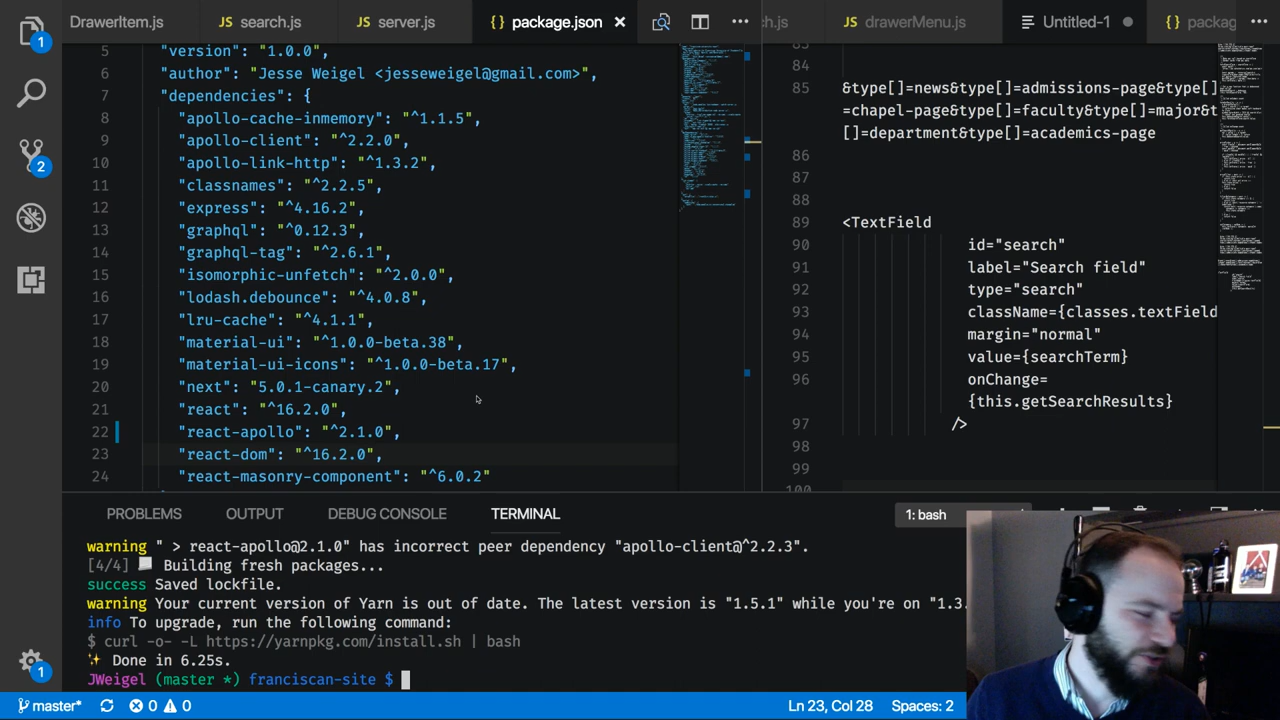 DrawerItem.js
JS search.js
JS server.js
{} package.json
JS drawerMenu.js
Untitled-1
{} packag
1
2
1
5 "version": "1.0.0",
6 "author": "Jesse Weigel <jesseweigel@gmail.com>",
7 "dependencies": {
8 "apollo-cache-inmemory": "^1.1.5",
9 "apollo-client": "^2.2.0",
10 "apollo-link-http": "^1.3.2",
11 "classnames": "^2.2.5",
12 "express": "^4.16.2",
13 "graphql": "^0.12.3",
14 "graphql-tag": "^2.6.1",
15 "isomorphic-unfetch": "^2.0.0",
16 "lodash.debounce": "^4.0.8",
17 "lru-cache": "^4.1.1",
18 "material-ui": "^1.0.0-beta.38",
19 "material-ui-icons": "^1.0.0-beta.17",
20 "next": "5.0.1-canary.2",
21 "react": "^16.2.0",
22 "react-apollo": "^2.1.0",
23 "react-dom": "^16.2.0",
24 "react-masonry-component": "^6.0.2"
84
85 &type[]=news&type[]=admissions-page&type[]
=chapel-page&type[]=faculty&type[]=major&t
[]=department&type[]=academics-page
86
87
88
89 <TextField
90 id="search"
91 label="Search field"
92 type="search"
93 className={classes.textField
94 margin="normal"
95 value={searchTerm}
96 onChange=
{this.getSearchResults}
97 />
98
99
100
PROBLEMS OUTPUT DEBUG CONSOLE TERMINAL 1: bash
warning " > react-apollo@2.1.0" has incorrect peer dependency "apollo-client@^2.2.3".
[4/4] Building fresh packages...
success Saved lockfile.
warning Your current version of Yarn is out of date. The latest version is "1.5.1" while you're on "1.3.
info To upgrade, run the following command:
$ curl -o- -L https://yarnpkg.com/install.sh | bash
Done in 6.25s.
JWeigel (master *) franciscan-site $
master* 0 0 Ln 23, Col 28 Spaces: 2